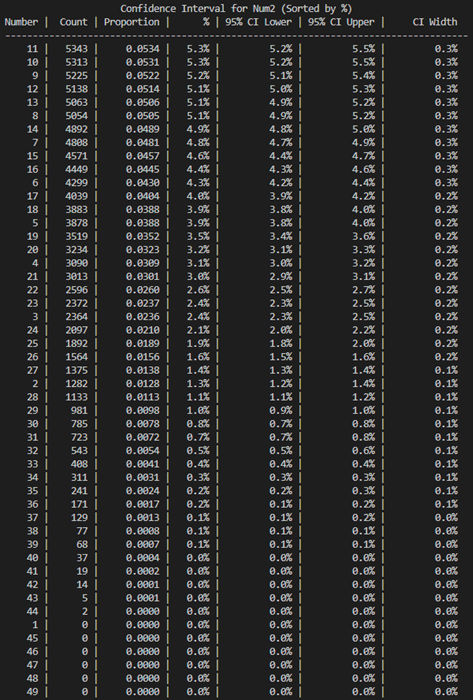 Confidence Interval for Num2 (Sorted by %)
Number | Count | Proportion | % | 95% CI Lower | 95% CI Upper | CI Width
--------------------------------------------------------------------------------
11 | 5343 | 0.0534 | 5.3% | 5.2% | 5.5% | 0.3%
10 | 5313 | 0.0531 | 5.3% | 5.2% | 5.5% | 0.3%
9 | 5225 | 0.0522 | 5.2% | 5.1% | 5.4% | 0.3%
12 | 5138 | 0.0514 | 5.1% | 5.0% | 5.3% | 0.3%
13 | 5063 | 0.0506 | 5.1% | 4.9% | 5.2% | 0.3%
8 | 5054 | 0.0505 | 5.1% | 4.9% | 5.2% | 0.3%
14 | 4892 | 0.0489 | 4.9% | 4.8% | 5.0% | 0.3%
7 | 4808 | 0.0481 | 4.8% | 4.7% | 4.9% | 0.3%
15 | 4571 | 0.0457 | 4.6% | 4.4% | 4.7% | 0.3%
16 | 4449 | 0.0445 | 4.4% | 4.3% | 4.6% | 0.3%
6 | 4299 | 0.0430 | 4.3% | 4.2% | 4.4% | 0.3%
17 | 4039 | 0.0404 | 4.0% | 3.9% | 4.2% | 0.2%
18 | 3883 | 0.0388 | 3.9% | 3.8% | 4.0% | 0.2%
5 | 3878 | 0.0388 | 3.9% | 3.8% | 4.0% | 0.2%
19 | 3519 | 0.0352 | 3.5% | 3.4% | 3.6% | 0.2%
20 | 3234 | 0.0323 | 3.2% | 3.1% | 3.3% | 0.2%
4 | 3090 | 0.0309 | 3.1% | 3.0% | 3.2% | 0.2%
21 | 3013 | 0.0301 | 3.0% | 2.9% | 3.1% | 0.2%
22 | 2596 | 0.0260 | 2.6% | 2.5% | 2.7% | 0.2%
23 | 2372 | 0.0237 | 2.4% | 2.3% | 2.5% | 0.2%
3 | 2364 | 0.0236 | 2.4% | 2.3% | 2.5% | 0.2%
24 | 2097 | 0.0210 | 2.1% | 2.0% | 2.2% | 0.2%
25 | 1892 | 0.0189 | 1.9% | 1.8% | 2.0% | 0.2%
26 | 1564 | 0.0156 | 1.6% | 1.5% | 1.6% | 0.2%
27 | 1375 | 0.0138 | 1.4% | 1.3% | 1.4% | 0.1%
2 | 1282 | 0.0128 | 1.3% | 1.2% | 1.4% | 0.1%
28 | 1133 | 0.0113 | 1.1% | 1.1% | 1.2% | 0.1%
29 | 981 | 0.0098 | 1.0% | 0.9% | 1.0% | 0.1%
30 | 785 | 0.0078 | 0.8% | 0.7% | 0.8% | 0.1%
31 | 723 | 0.0072 | 0.7% | 0.7% | 0.8% | 0.1%
32 | 543 | 0.0054 | 0.5% | 0.5% | 0.6% | 0.1%
33 | 408 | 0.0041 | 0.4% | 0.4% | 0.4% | 0.1%
34 | 311 | 0.0031 | 0.3% | 0.3% | 0.3% | 0.1%
35 | 241 | 0.0024 | 0.2% | 0.2% | 0.3% | 0.1%
36 | 171 | 0.0017 | 0.2% | 0.1% | 0.2% | 0.1%
37 | 129 | 0.0013 | 0.1% | 0.1% | 0.2% | 0.0%
38 | 77 | 0.0008 | 0.1% | 0.1% | 0.1% | 0.0%
39 | 68 | 0.0007 | 0.1% | 0.1% | 0.1% | 0.0%
40 | 37 | 0.0004 | 0.0% | 0.0% | 0.0% | 0.0%
41 | 19 | 0.0002 | 0.0% | 0.0% | 0.0% | 0.0%
42 | 14 | 0.0001 | 0.0% | 0.0% | 0.0% | 0.0%
43 | 5 | 0.0001 | 0.0% | 0.0% | 0.0% | 0.0%
44 | 2 | 0.0000 | 0.0% | 0.0% | 0.0% | 0.0%
1 | 0 | 0.0000 | 0.0% | 0.0% | 0.0% | 0.0%
45 | 0 | 0.0000 | 0.0% | 0.0% | 0.0% | 0.0%
46 | 0 | 0.0000 | 0.0% | 0.0% | 0.0% | 0.0%
47 | 0 | 0.0000 | 0.0% | 0.0% | 0.0% | 0.0%
48 | 0 | 0.0000 | 0.0% | 0.0% | 0.0% | 0.0%
49 | 0 | 0.0000 | 0.0% | 0.0% | 0.0% | 0.0%